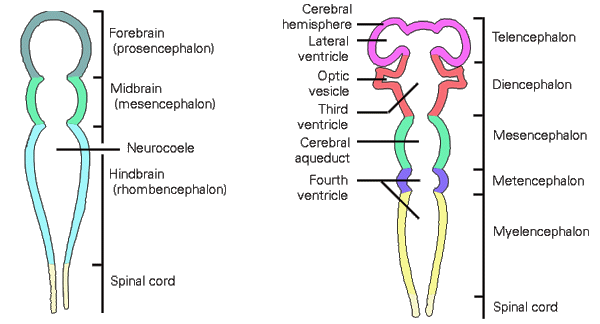 Forebrain
(prosencephalon)
Midbrain
(mesencephalon)
Neurocoele
Hindbrain
(rhombencephalon)
Spinal cord
Cerebral
hemisphere
Lateral
ventricle
Optic
vesicle
Third
ventricle
Cerebral
aqueduct
Fourth
ventricle
Telencephalon
Diencephalon
Mesencephalon
Metencephalon
Myelencephalon
Spinal cord